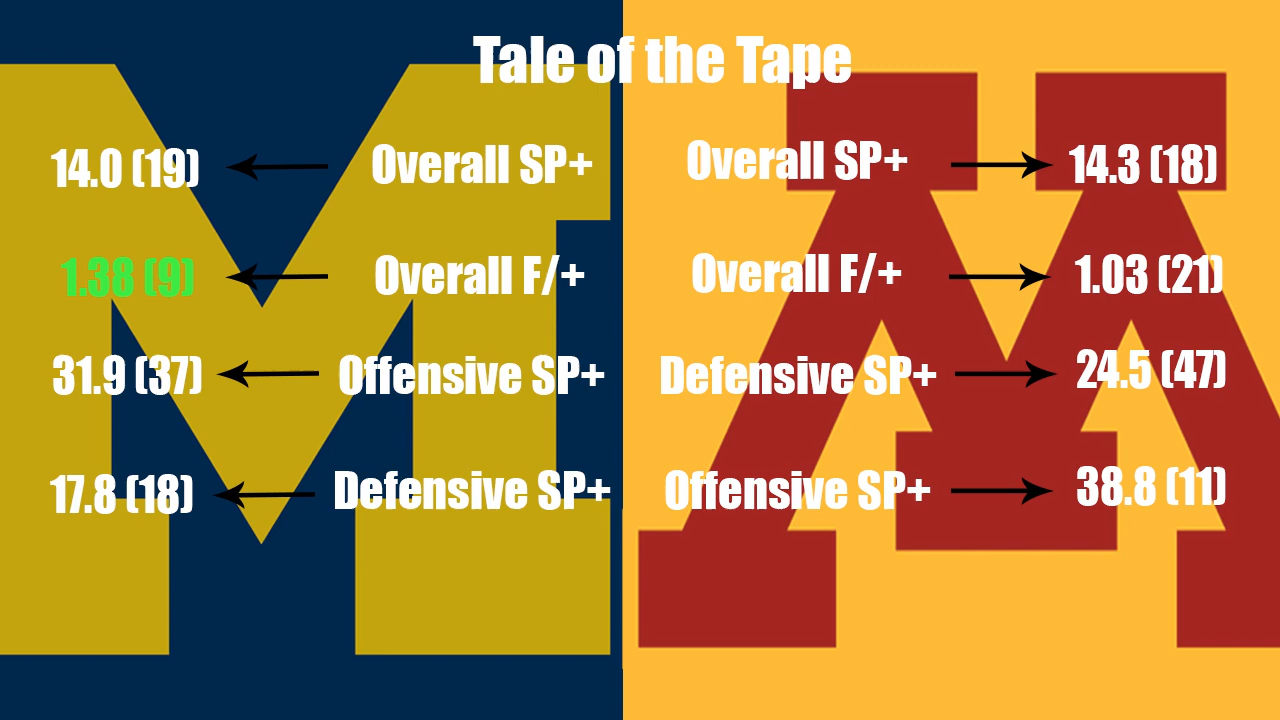 Tale of the Tape
14.0 (19) Overall SP+ Overall SP+ 14.3 (18)
1.38 (9) Overall F/+ Overall F/+ 1.03 (21)
31.9 (37) Offensive SP+ Defensive SP+ 24.5 (47)
17.8 (18) Defensive SP+ Offensive SP+ 38.8 (11)